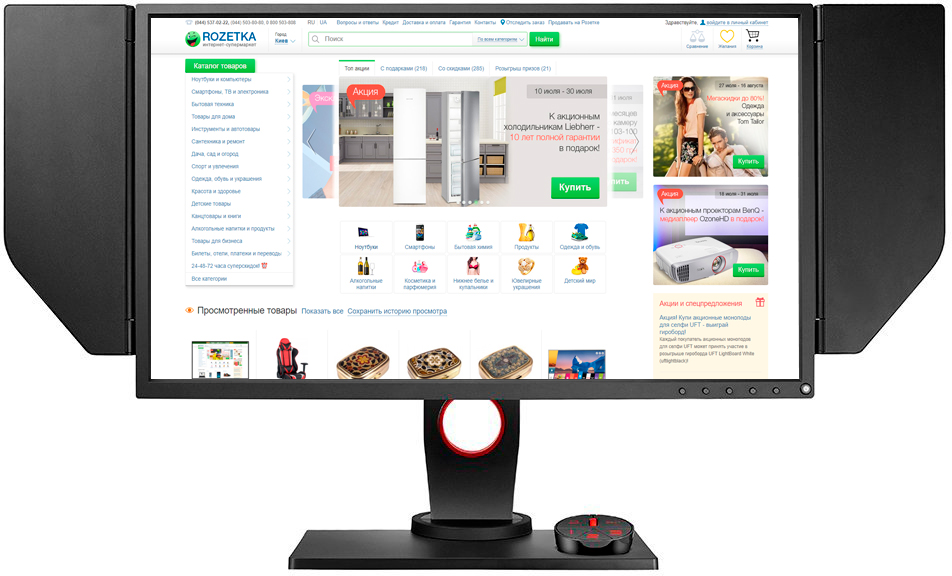 (044) 537-02-22, (044) 503-80-80, 0 800 503-808
RU UA
Вопросы и ответы Кредит Доставка и оплата Гарантия Контакты Отследить заказ Продавать на Розетке
Здравствуйте, войдите в личный кабинет!
ROZETKA
интернет-супермаркет
Город
Киев
Поиск
По всем категориям
Найти
Сравнение
Желания
Корзина
Каталог товаров
Ноутбуки и компьютеры
Смартфоны, ТВ и электроника
Бытовая техника
Товары для дома
Инструменты и автотовары
Сантехника и ремонт
Дача, сад и огород
Спорт и увлечения
Одежда, обувь и украшения
Красота и здоровье
Детские товары
Канцтовары и книги
Алкогольные напитки и продукты
Товары для бизнеса
Билеты, отели, платежи и переводы
24-48-72 часа суперскидок!
Все категории
Топ акции
С подарками (218)
Со скидками (285)
Розыгрыш призов (21)
Акция
10 июля - 30 июля
К акционным
холодильникам Liebherr -
10 лет полной гарантии
в подарок!
Купить
Ноутбуки
Смартфоны
Бытовая химия
Продукты
Одежда и обувь
Алкогольные
напитки
Косметика и
парфюмерия
Нижнее белье и
купальники
Ювелирные
украшения
Детский мир
Акция
27 июля - 16 августа
Мегаскидки до 80%!
Одежда
и аксессуары
Tom Tailor
Купить
Акция
18 июля - 31 июля
К акционным проекторам BenQ -
медиаплеер OzoneHD в подарок!
Купить
Акции и спецпредложения
Акция! Купи акционные моноподы
для селфи UFT - выиграй
гироборд!
Каждый покупатель акционных моноподов
для селфи UFT может принять участие в
розыгрыше гироборда UFT LightBoard White
Просмотренные товары Показать все Сохранить историю просмотра